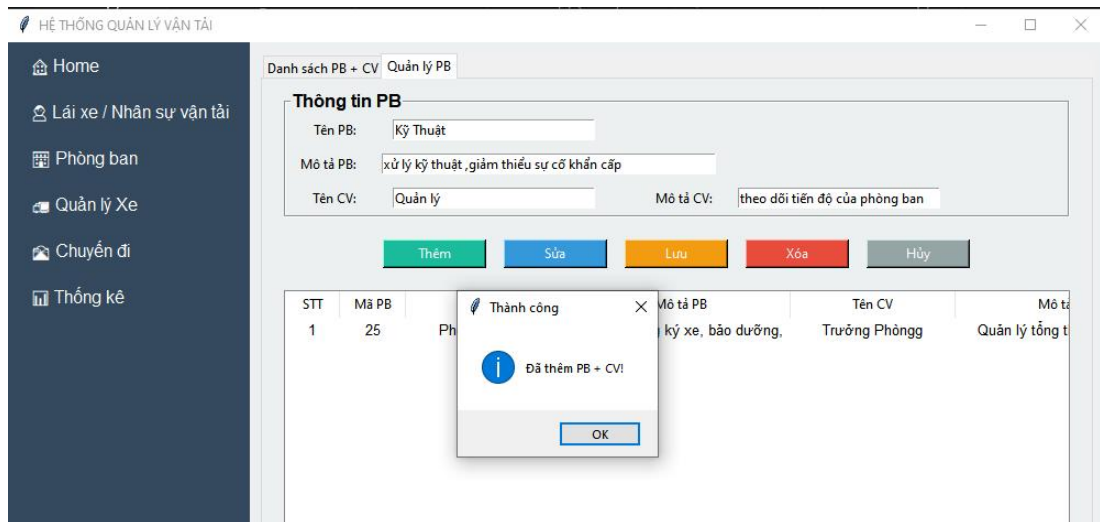 HỆ THỐNG QUẢN LÝ VẬN TẢI
Home
Lái xe / Nhân sự vận tải
Phòng ban
Quản lý Xe
Chuyến đi
Thống kê
Danh sách PB + CV Quản lý PB
Thông tin PB
Tên PB: Kỹ Thuật
Mô tả PB: xử lý kỹ thuật ,giảm thiểu sự cố khẩn cấp
Tên CV: Quản lý Mô tả CV: theo dõi tiến độ của phòng ban
Thêm Sửa Lưu Xóa Hủy
STT Mã PB Mô tả PB Tên CV Mô tả
1 25 Ph ký xe, bảo dưỡng, Trưởng Phòngg Quản lý tổng t
Thành công
Đã thêm PB + CV!
OK